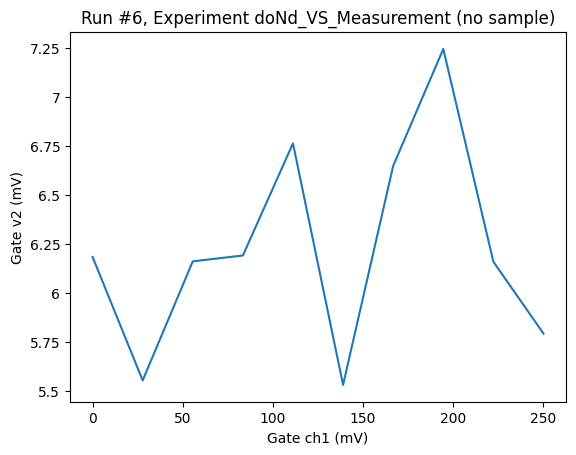 Run #6, Experiment doNd_VS_Measurement (no sample)
7.25
7
6.75
6.5
6.25
6
5.75
5.5
Gate v2 (mV)
0 50 100 150 200 250
Gate ch1 (mV)